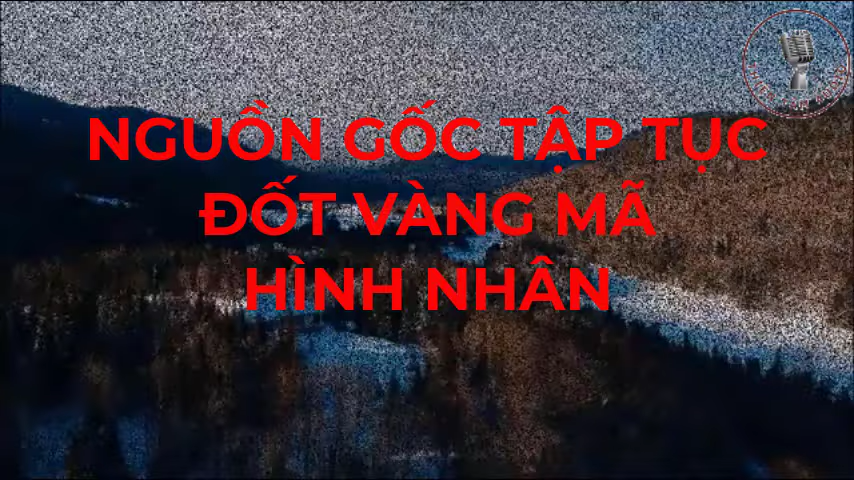 NGUỒN GỐC TẬP TỤC
ĐỐT VÀNG MÃ
HÌNH NHÂN